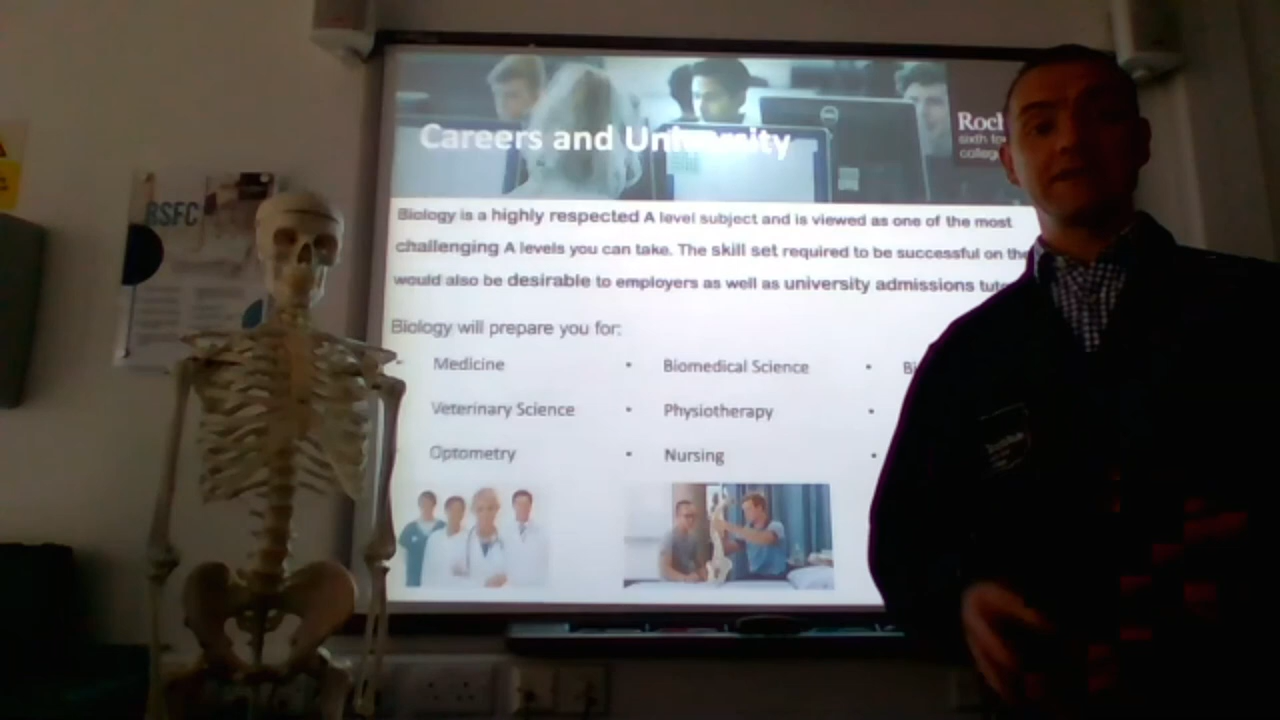 Careers and University
Roch
sixth fo
colleg
RSFC
Biology is a highly respected A level subject and is viewed as one of the most
challenging A levels you can take. The skill set required to be successful on the
would also be desirable to employers as well as university admissions tut
Biology will prepare you for:
Medicine
• Biomedical Science
• Bi
Veterinary Science
• Physiotherapy
•
Optometry
• Nursing
•